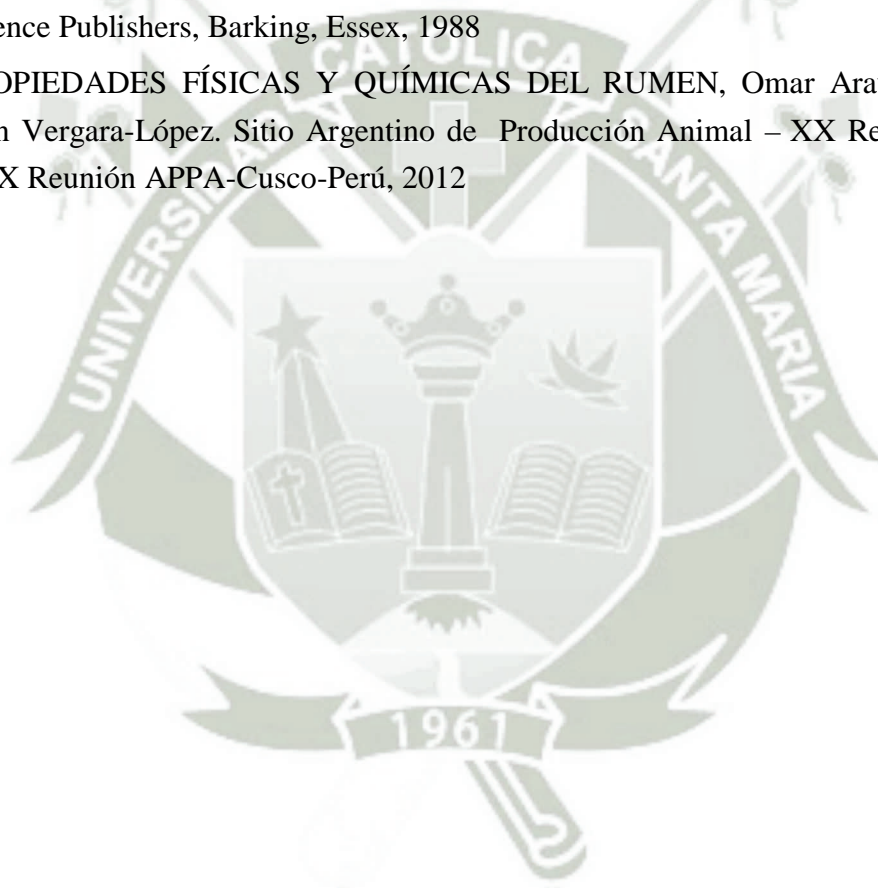 ence Publishers, Barking, Essex, 1988
OPIEDADES FÍSICAS Y QUÍMICAS DEL RUMEN, Omar Ara
n Vergara-López. Sitio Argentino de Producción Animal – XX Re
X Reunión APPA-Cusco-Perú, 2012
UNIVERSIDAD CATOLICA SANTA MARIA
1961